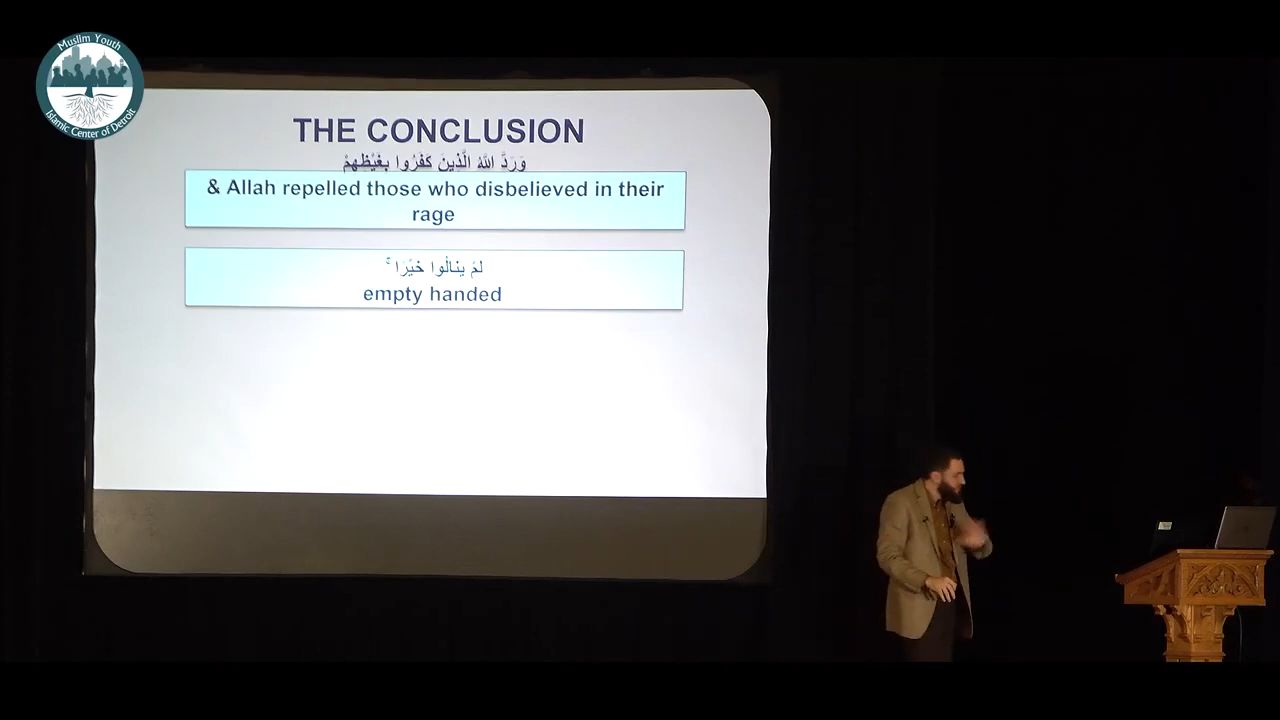 Muslim Youth
Islamic Center of Detroit
THE CONCLUSION
وَرَدَّ اللَّهُ الَّذِينَ كَفَرُوا بِغَيْظِهِمْ
& Allah repelled those who disbelieved in their
rage
لَمْ يَنَالُوا خَيْرًا ۚ
empty handed